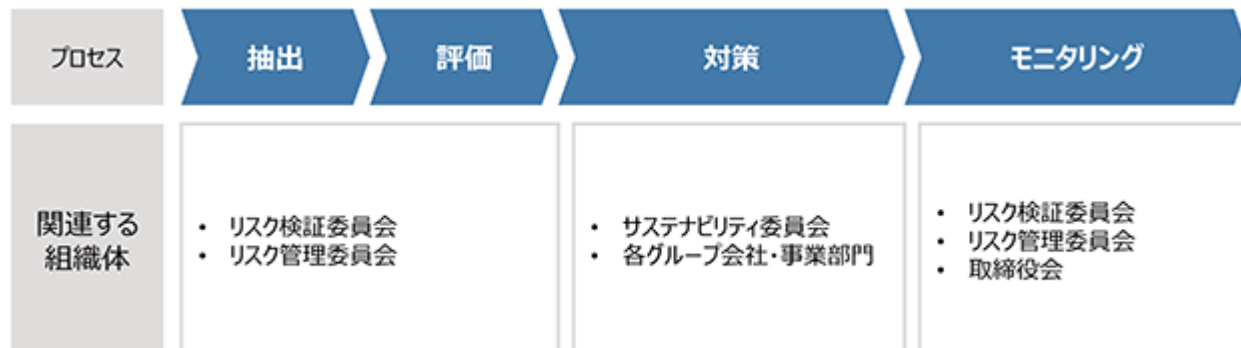 プロセス
抽出
評価
対策
モニタリング
関連する
組織体
• リスク検証委員会
• リスク管理委員会
• サステナビリティ委員会
• 各グループ会社・事業部門
• リスク検証委員会
• リスク管理委員会
• 取締役会